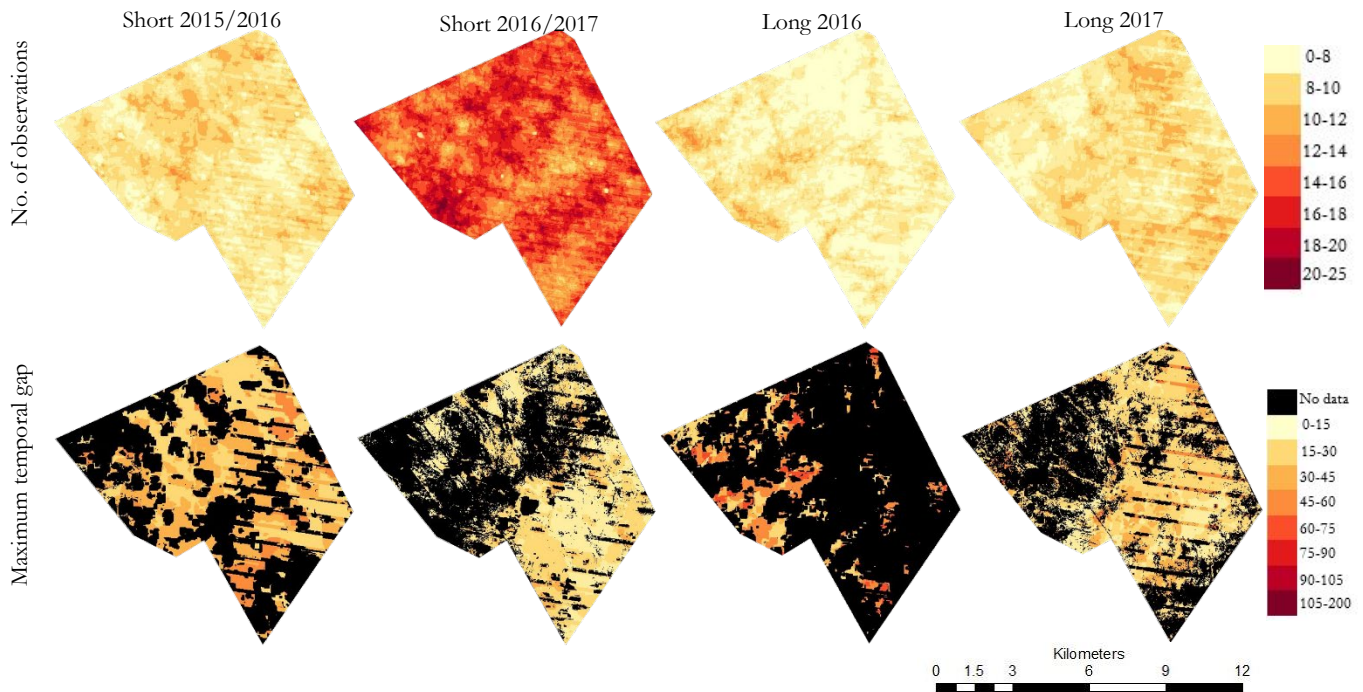 Short 2015/2016
Short 2016/2017
Long 2016
Long 2017
No. of observations
0-8
8-10
10-12
12-14
14-16
16-18
18-20
20-25
Maximum temporal gap
No data
0-15
15-30
30-45
45-60
60-75
75-90
90-105
105-200
Kilometers
0 1.5 3 6 9 12